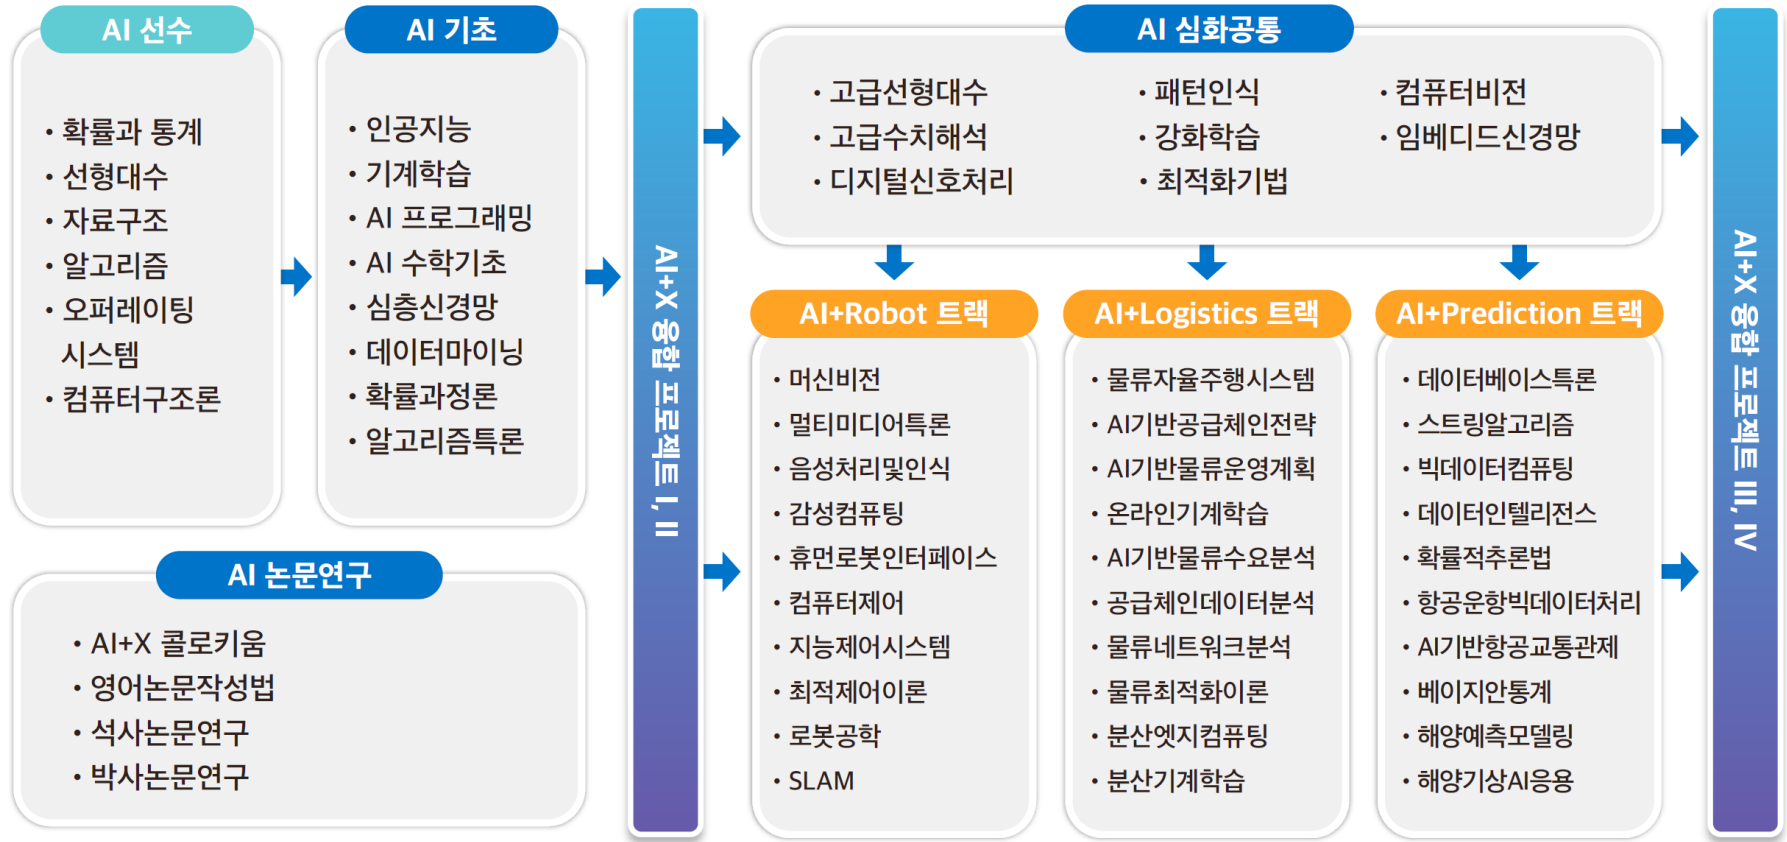 AI 선수
• 확률과 통계
• 선형대수
• 자료구조
• 알고리즘
• 오퍼레이팅
시스템
• 컴퓨터구조론
AI 기초
• 인공지능
• 기계학습
• AI 프로그래밍
• AI 수학기초
• 심층신경망
• 데이터마이닝
• 확률과정론
• 알고리즘특론
AI 논문연구
• AI+X 콜로키움
• 영어논문작성법
• 석사논문연구
• 박사논문연구
AI+X 융합 프로젝트 I, II
AI 심화공통
• 고급선형대수
• 고급수치해석
• 디지털신호처리
• 패턴인식
• 강화학습
• 최적화기법
• 컴퓨터비전
• 임베디드신경망
AI+Robot 트랙
• 머신비전
• 멀티미디어특론
• 음성처리및인식
• 감성컴퓨팅
• 휴먼로봇인터페이스
• 컴퓨터제어
• 지능제어시스템
• 최적제어이론
• 로봇공학
• SLAM
AI+Logistics 트랙
• 물류자율주행시스템
• AI기반공급체인전략
• AI기반물류운영계획
• 온라인기계학습
• AI기반물류수요분석
• 공급체인데이터분석
• 물류네트워크분석
• 물류최적화이론
• 분산엣지컴퓨팅
• 분산기계학습
AI+Prediction 트랙
• 데이터베이스특론
• 스트링알고리즘
• 빅데이터컴퓨팅
• 데이터인텔리전스
• 확률적추론법
• 항공운항빅데이터처리
• AI기반항공교통관제
• 베이지안통계
• 해양예측모델링
• 해양기상AI응용
AI+X 융합 프로젝트 III, IV